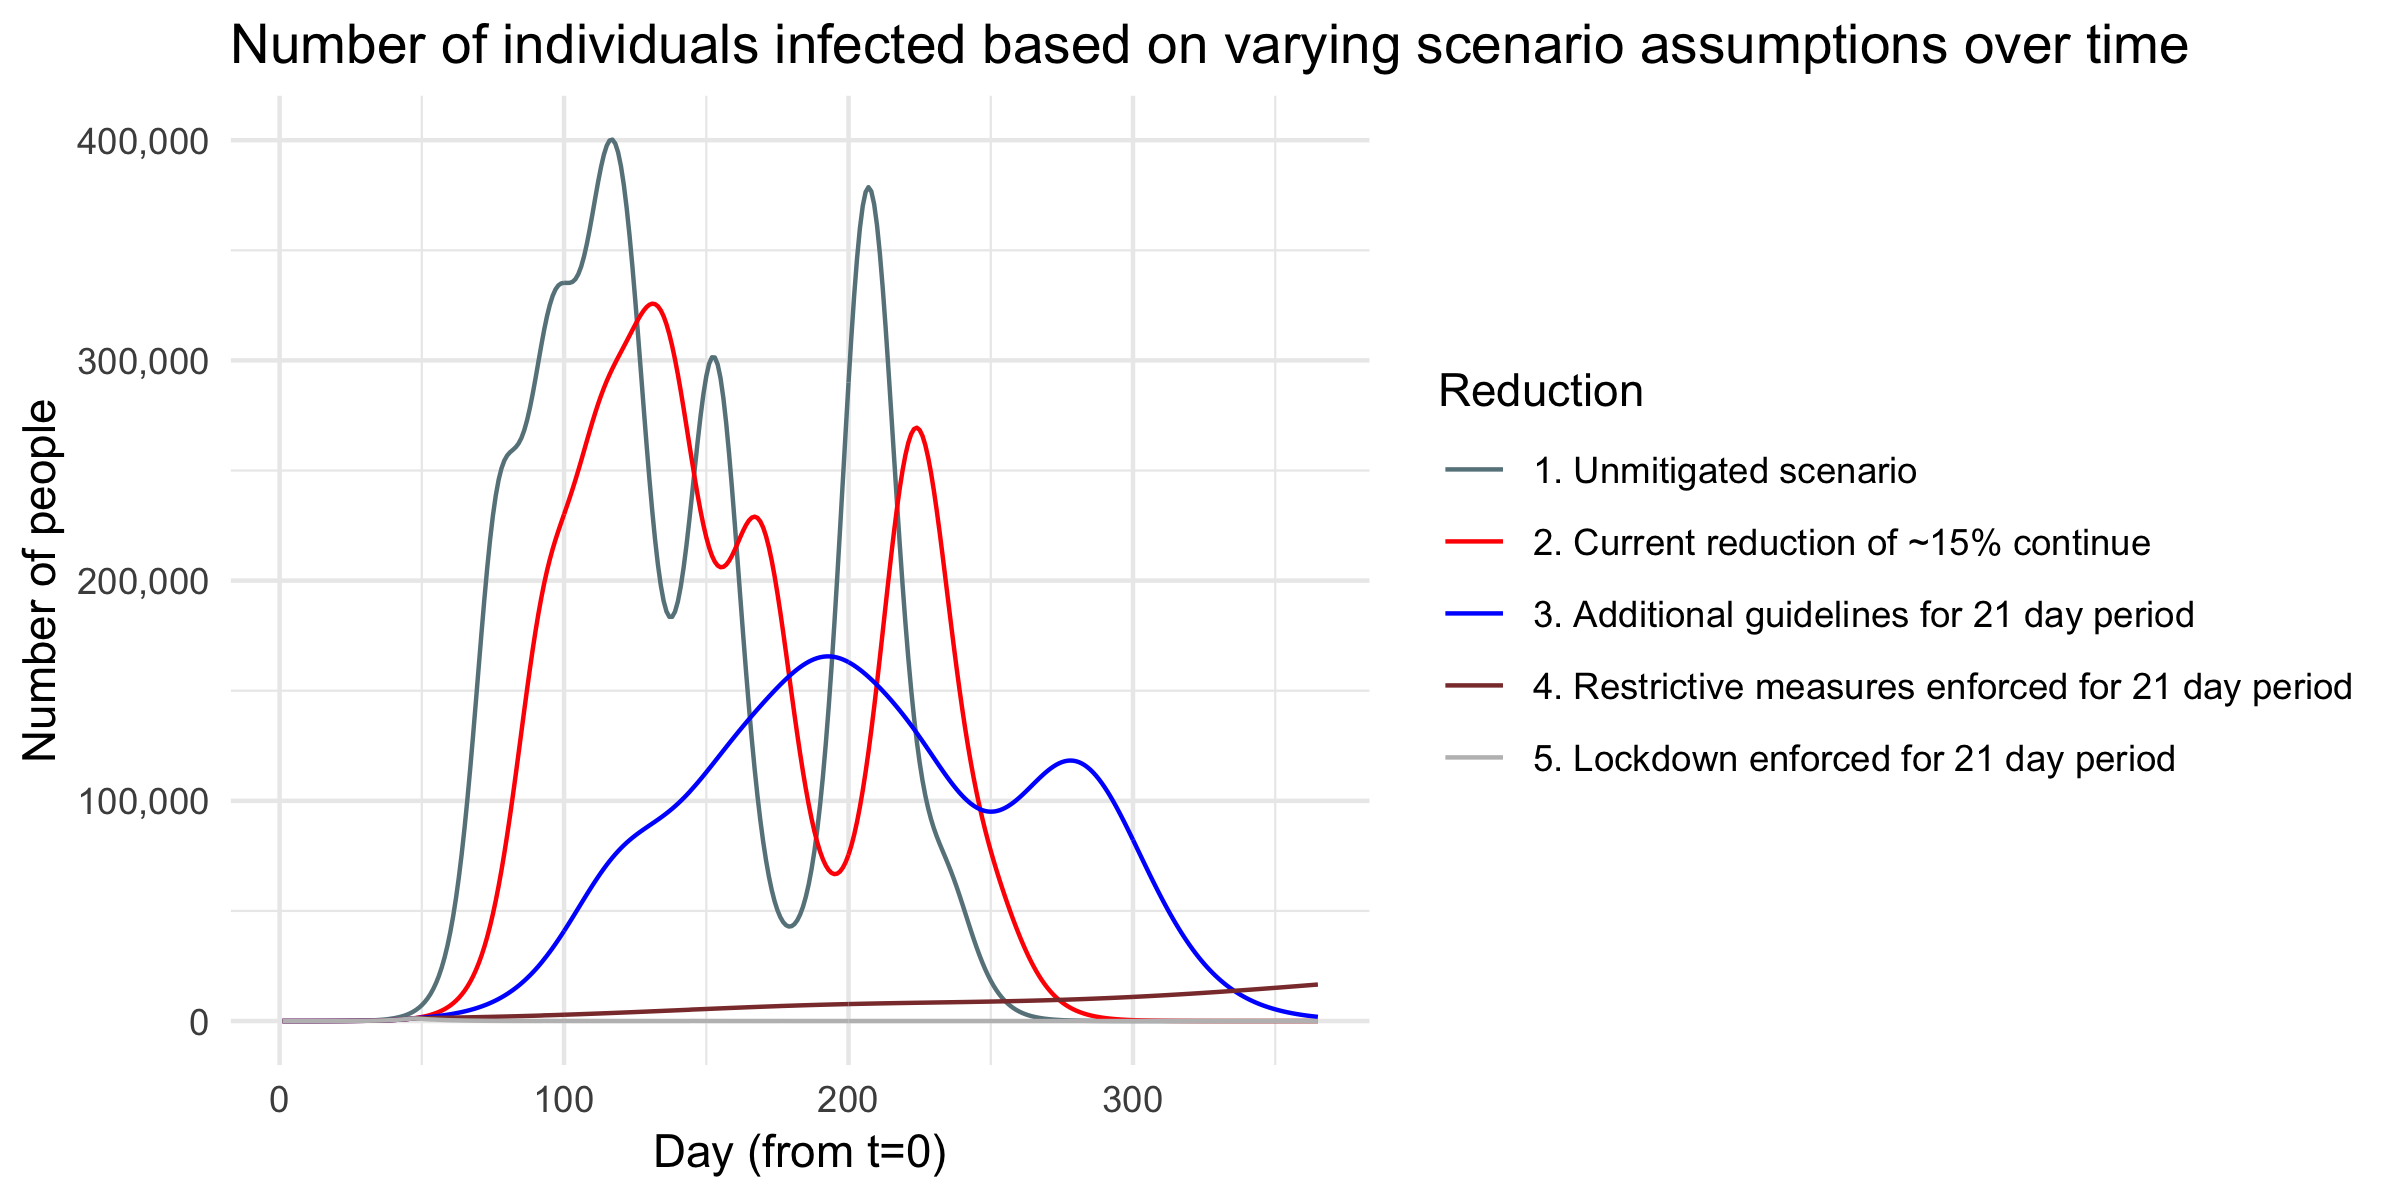 Number of individuals infected based on varying scenario assumptions over time
400,000
300,000
200,000
100,000
0
Number of people
0 100 200 300
Day (from t=0)
Reduction
1. Unmitigated scenario
2. Current reduction of ~15% continue
3. Additional guidelines for 21 day period
4. Restrictive measures enforced for 21 day period
5. Lockdown enforced for 21 day period